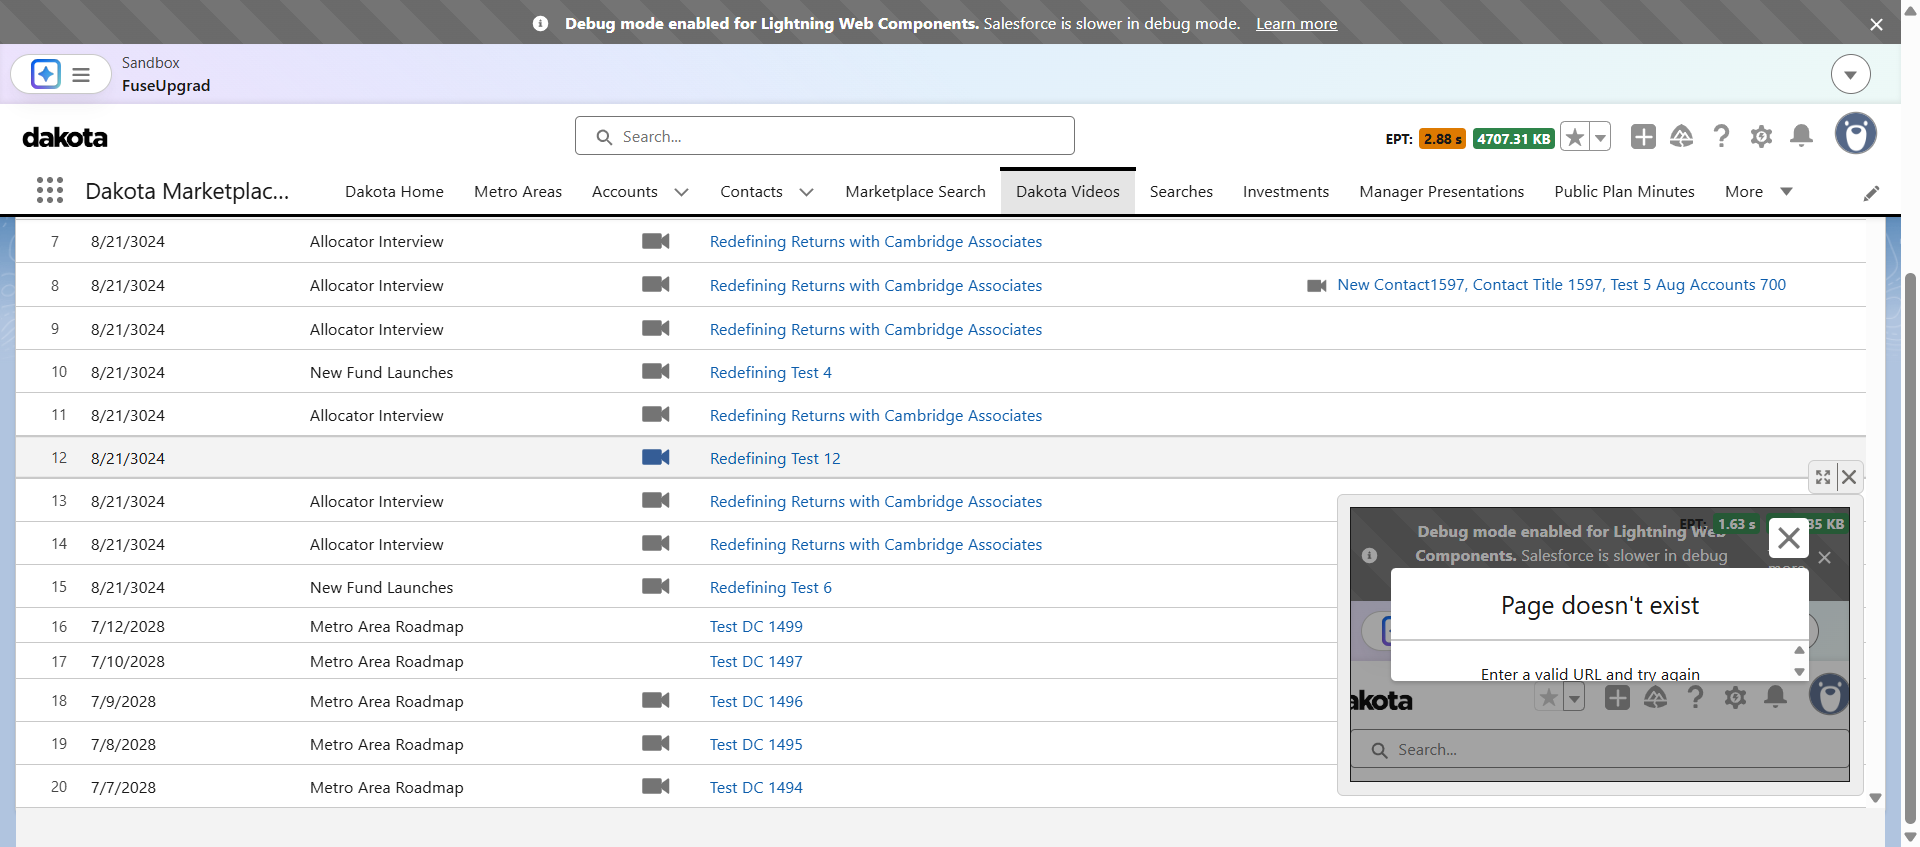 Debug mode enabled for Lightning Web Components. Salesforce is slower in debug mode. Learn more
Sandbox
FuseUpgrad
dakota
Search...
EPT: 2.88 s 4707.31 KB
Dakota Marketplac...
Dakota Home
Metro Areas
Accounts
Contacts
Marketplace Search
Dakota Videos
Searches
Investments
Manager Presentations
Public Plan Minutes
More
7 8/21/3024 Allocator Interview Redefining Returns with Cambridge Associates
8 8/21/3024 Allocator Interview Redefining Returns with Cambridge Associates New Contact1597, Contact Title 1597, Test 5 Aug Accounts 700
9 8/21/3024 Allocator Interview Redefining Returns with Cambridge Associates
10 8/21/3024 New Fund Launches Redefining Test 4
11 8/21/3024 Allocator Interview Redefining Returns with Cambridge Associates
12 8/21/3024 Redefining Test 12
13 8/21/3024 Allocator Interview Redefining Returns with Cambridge Associates
14 8/21/3024 Allocator Interview Redefining Returns with Cambridge Associates
15 8/21/3024 New Fund Launches Redefining Test 6
16 7/12/2028 Metro Area Roadmap Test DC 1499
17 7/10/2028 Metro Area Roadmap Test DC 1497
18 7/9/2028 Metro Area Roadmap Test DC 1496
19 7/8/2028 Metro Area Roadmap Test DC 1495
20 7/7/2028 Metro Area Roadmap Test DC 1494
EPT: 1.63 s 35 KB
Debug mode enabled for Lightning Web
Components. Salesforce is slower in debug
Page doesn't exist
Enter a valid URL and try again
akota
Search...